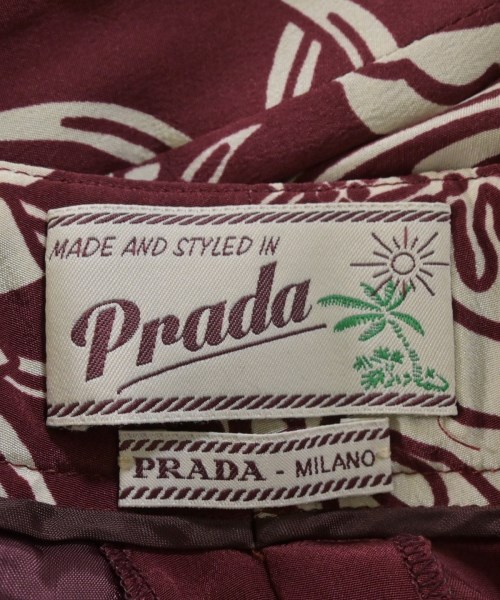 MADE AND STYLED IN
Prada
PRADA - MILANO